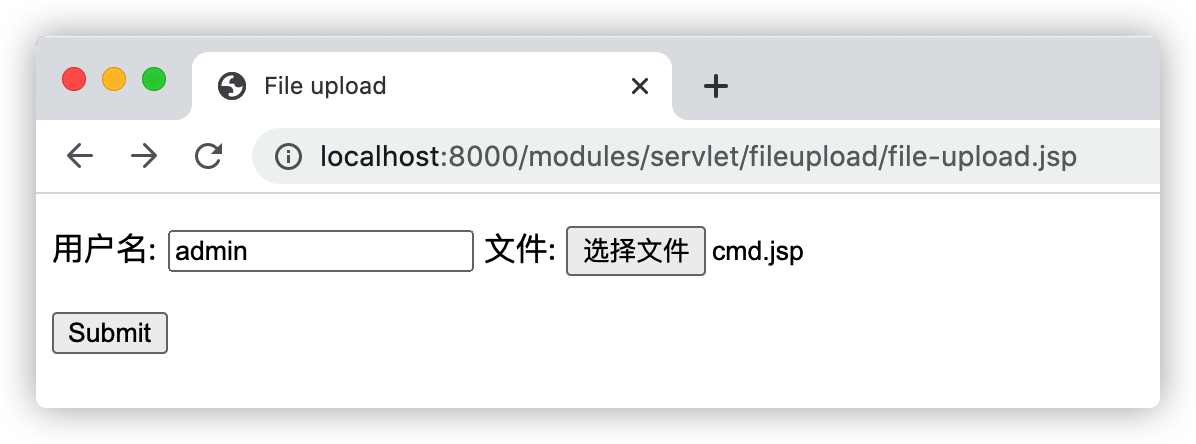 File upload
localhost:8000/modules/servlet/fileupload/file-upload.jsp
用户名: admin 文件: 选择文件 cmd.jsp
Submit